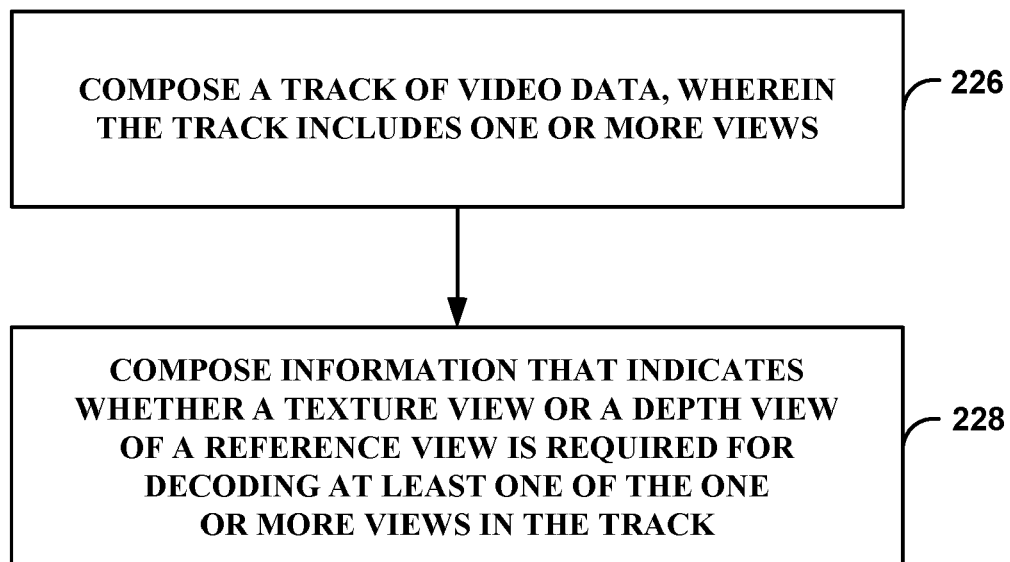 COMPOSE A TRACK OF VIDEO DATA, WHEREIN
THE TRACK INCLUDES ONE OR MORE VIEWS
226
COMPOSE INFORMATION THAT INDICATES
WHETHER A TEXTURE VIEW OR A DEPTH VIEW
OF A REFERENCE VIEW IS REQUIRED FOR
DECODING AT LEAST ONE OF THE ONE
OR MORE VIEWS IN THE TRACK
228